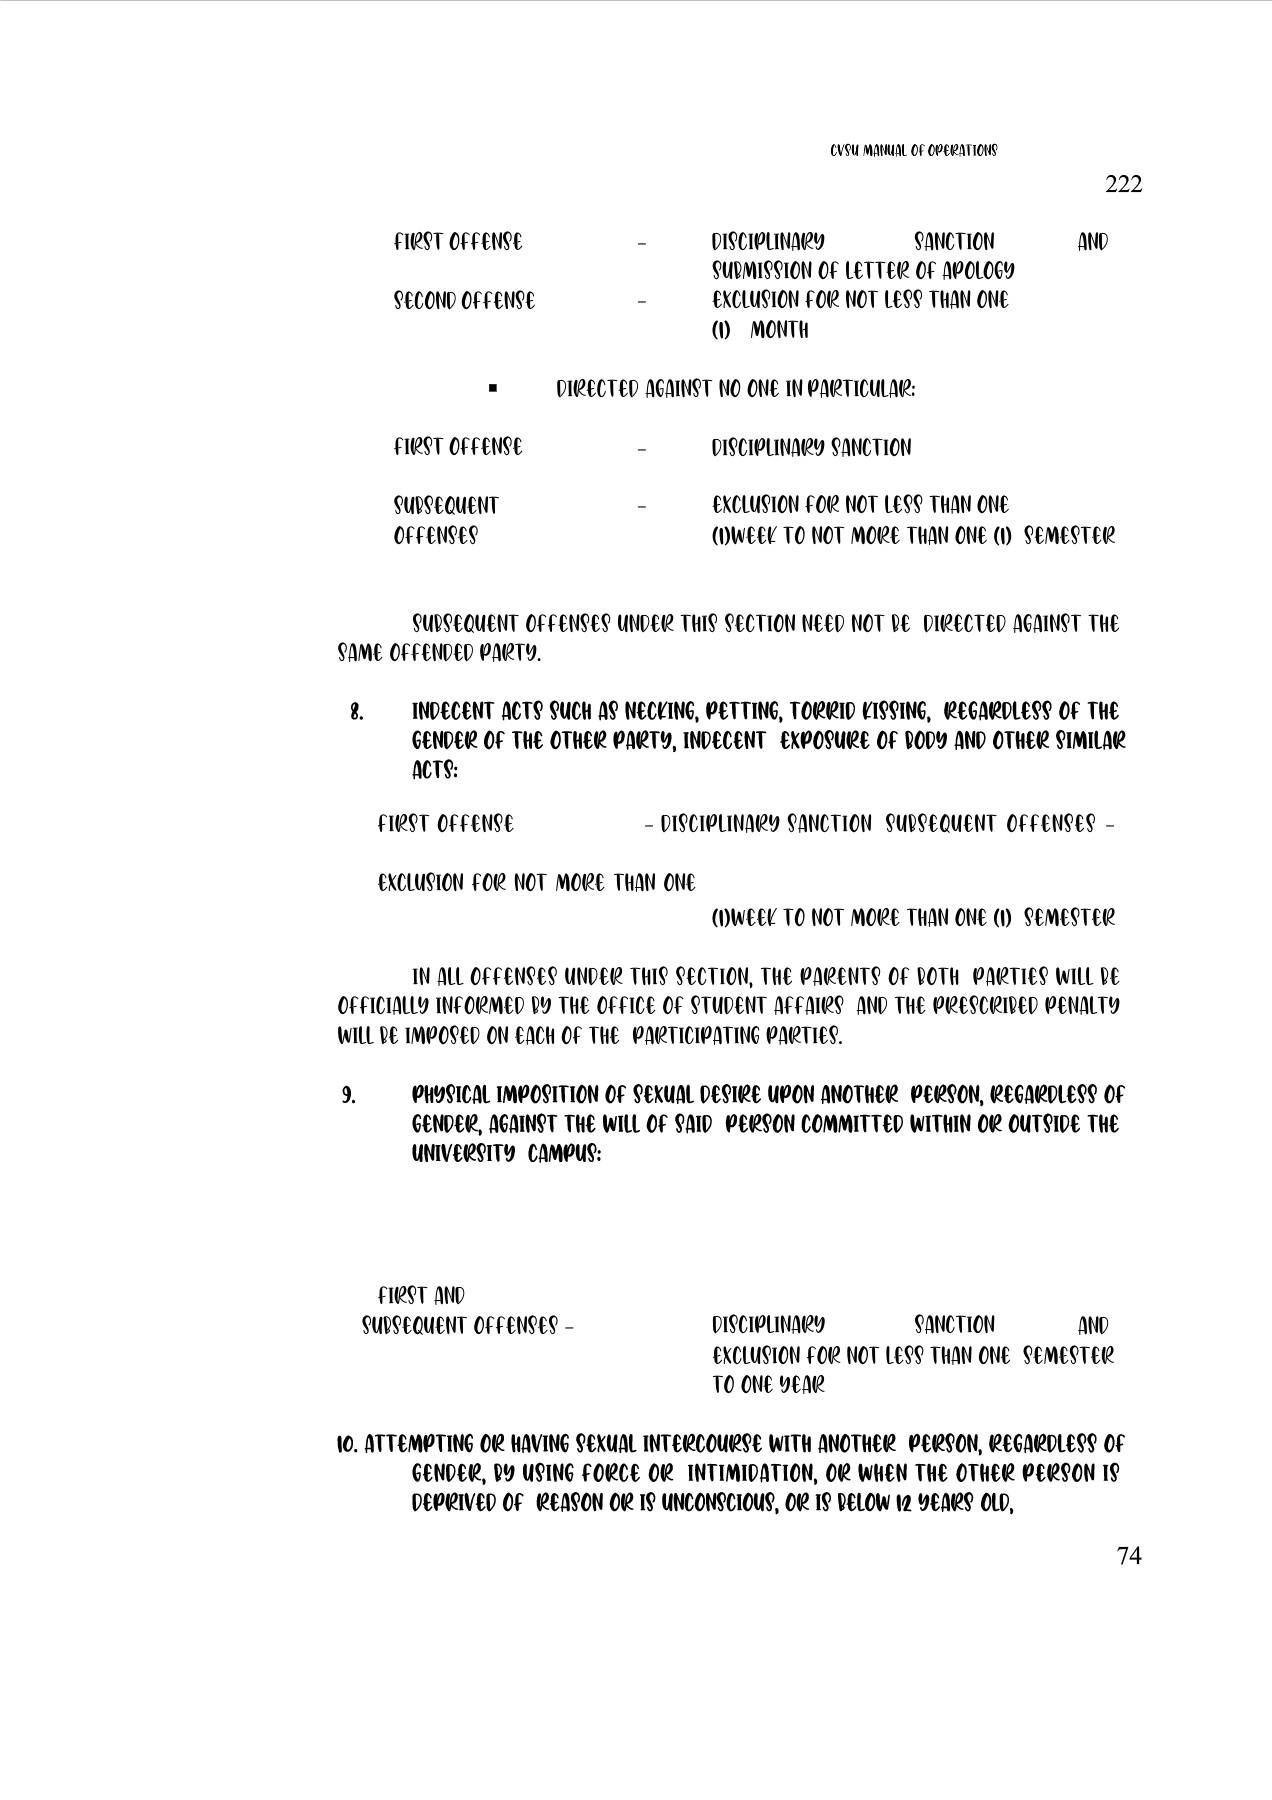 CVSU MANUAL OF OPERATIONS
222
FIRST OFFENSE – DISCIPLINARY SANCTION AND
SUBMISSION OF LETTER OF APOLOGY
SECOND OFFENSE – EXCLUSION FOR NOT LESS THAN ONE
(1) MONTH
▪ DIRECTED AGAINST NO ONE IN PARTICULAR:
FIRST OFFENSE – DISCIPLINARY SANCTION
SUBSEQUENT – EXCLUSION FOR NOT LESS THAN ONE
OFFENSES (1)WEEK TO NOT MORE THAN ONE (1) SEMESTER
SUBSEQUENT OFFENSES UNDER THIS SECTION NEED NOT BE DIRECTED AGAINST THE
SAME OFFENDED PARTY.
8. INDECENT ACTS SUCH AS NECKING, PETTING, TORRID KISSING, REGARDLESS OF THE
GENDER OF THE OTHER PARTY, INDECENT EXPOSURE OF BODY AND OTHER SIMILAR
ACTS:
FIRST OFFENSE – DISCIPLINARY SANCTION SUBSEQUENT OFFENSES –
EXCLUSION FOR NOT MORE THAN ONE
(1)WEEK TO NOT MORE THAN ONE (1) SEMESTER
IN ALL OFFENSES UNDER THIS SECTION, THE PARENTS OF BOTH PARTIES WILL BE
OFFICIALLY INFORMED BY THE OFFICE OF STUDENT AFFAIRS AND THE PRESCRIBED PENALTY
WILL BE IMPOSED ON EACH OF THE PARTICIPATING PARTIES.
9. PHYSICAL IMPOSITION OF SEXUAL DESIRE UPON ANOTHER PERSON, REGARDLESS OF
GENDER, AGAINST THE WILL OF SAID PERSON COMMITTED WITHIN OR OUTSIDE THE
UNIVERSITY CAMPUS:
FIRST AND
SUBSEQUENT OFFENSES – DISCIPLINARY SANCTION AND
EXCLUSION FOR NOT LESS THAN ONE SEMESTER
TO ONE YEAR
10. ATTEMPTING OR HAVING SEXUAL INTERCOURSE WITH ANOTHER PERSON, REGARDLESS OF
GENDER, BY USING FORCE OR INTIMIDATION, OR WHEN THE OTHER PERSON IS
DEPRIVED OF REASON OR IS UNCONSCIOUS, OR IS BELOW 12 YEARS OLD,
74